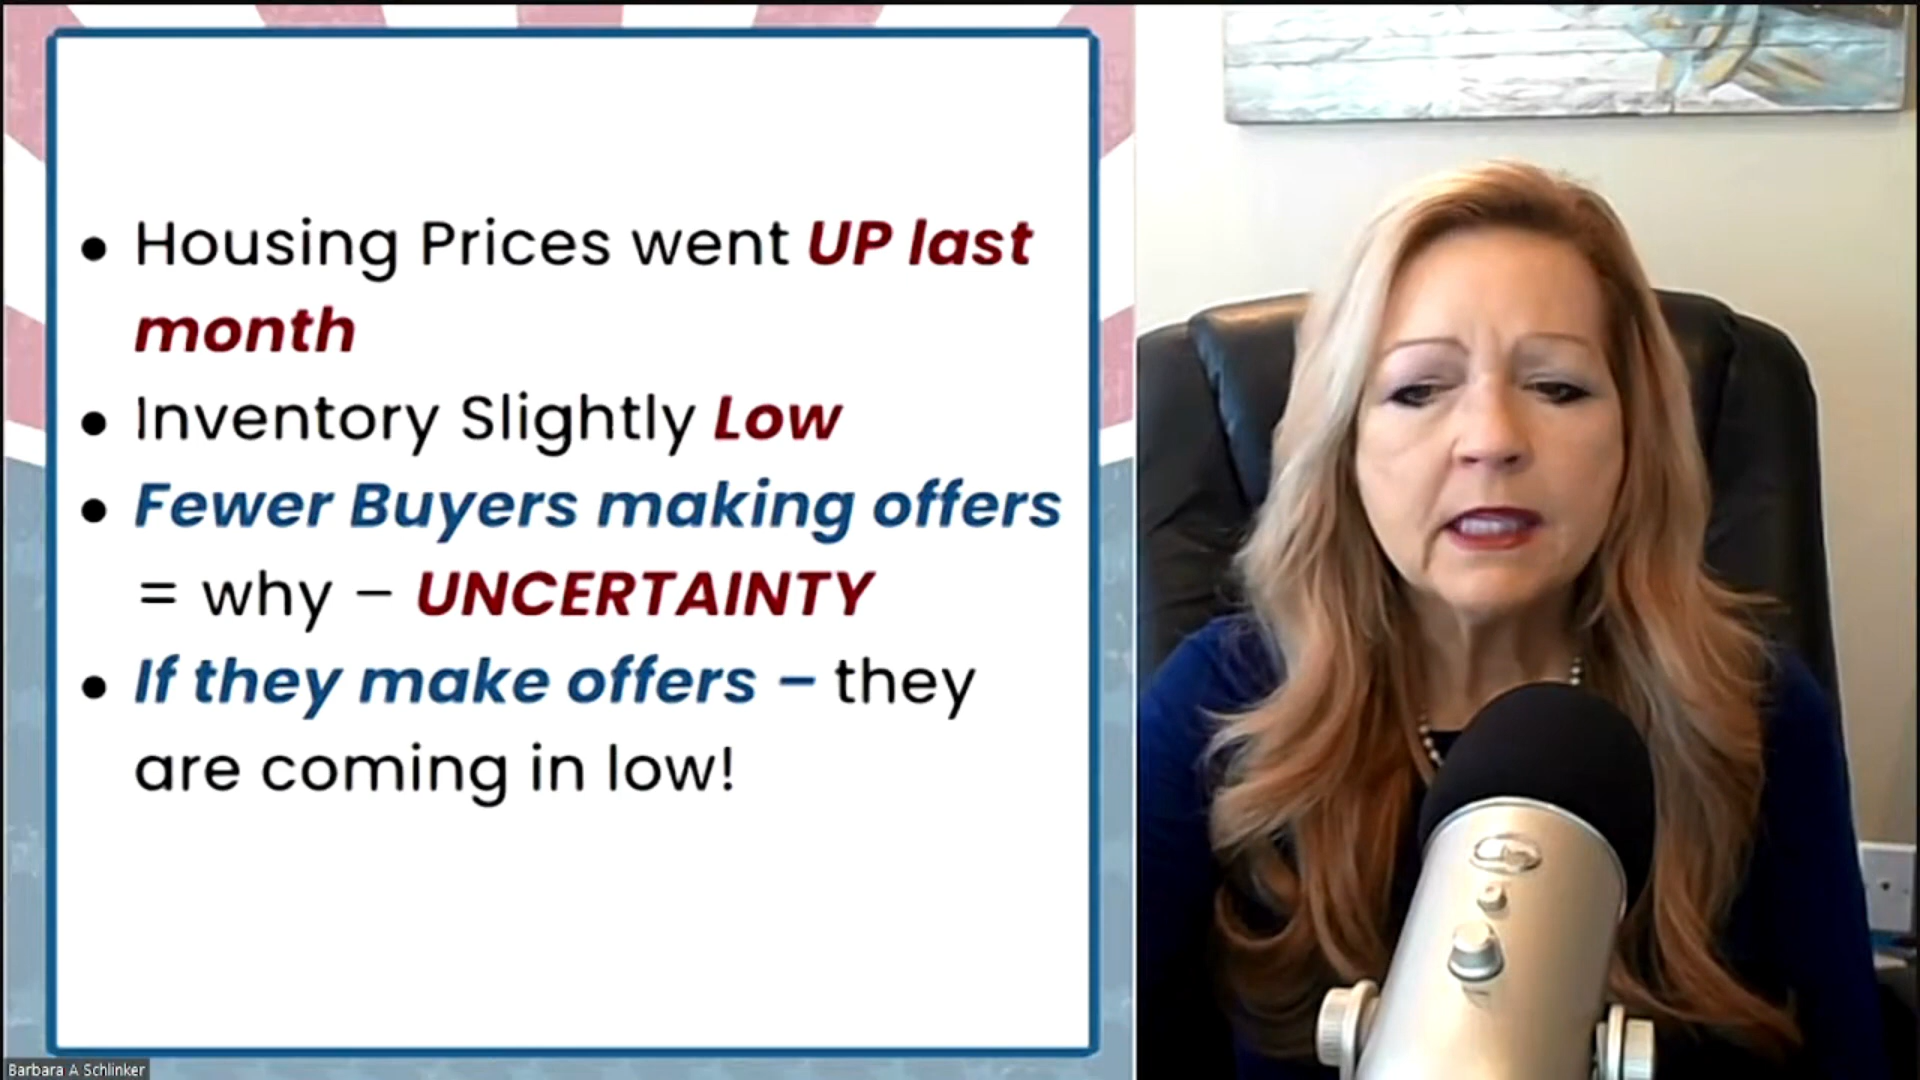 ● Housing Prices went UP last
month
● Inventory Slightly Low
● Fewer Buyers making offers
= why – UNCERTAINTY
● If they make offers – they
are coming in low!
Barbara A Schlinker